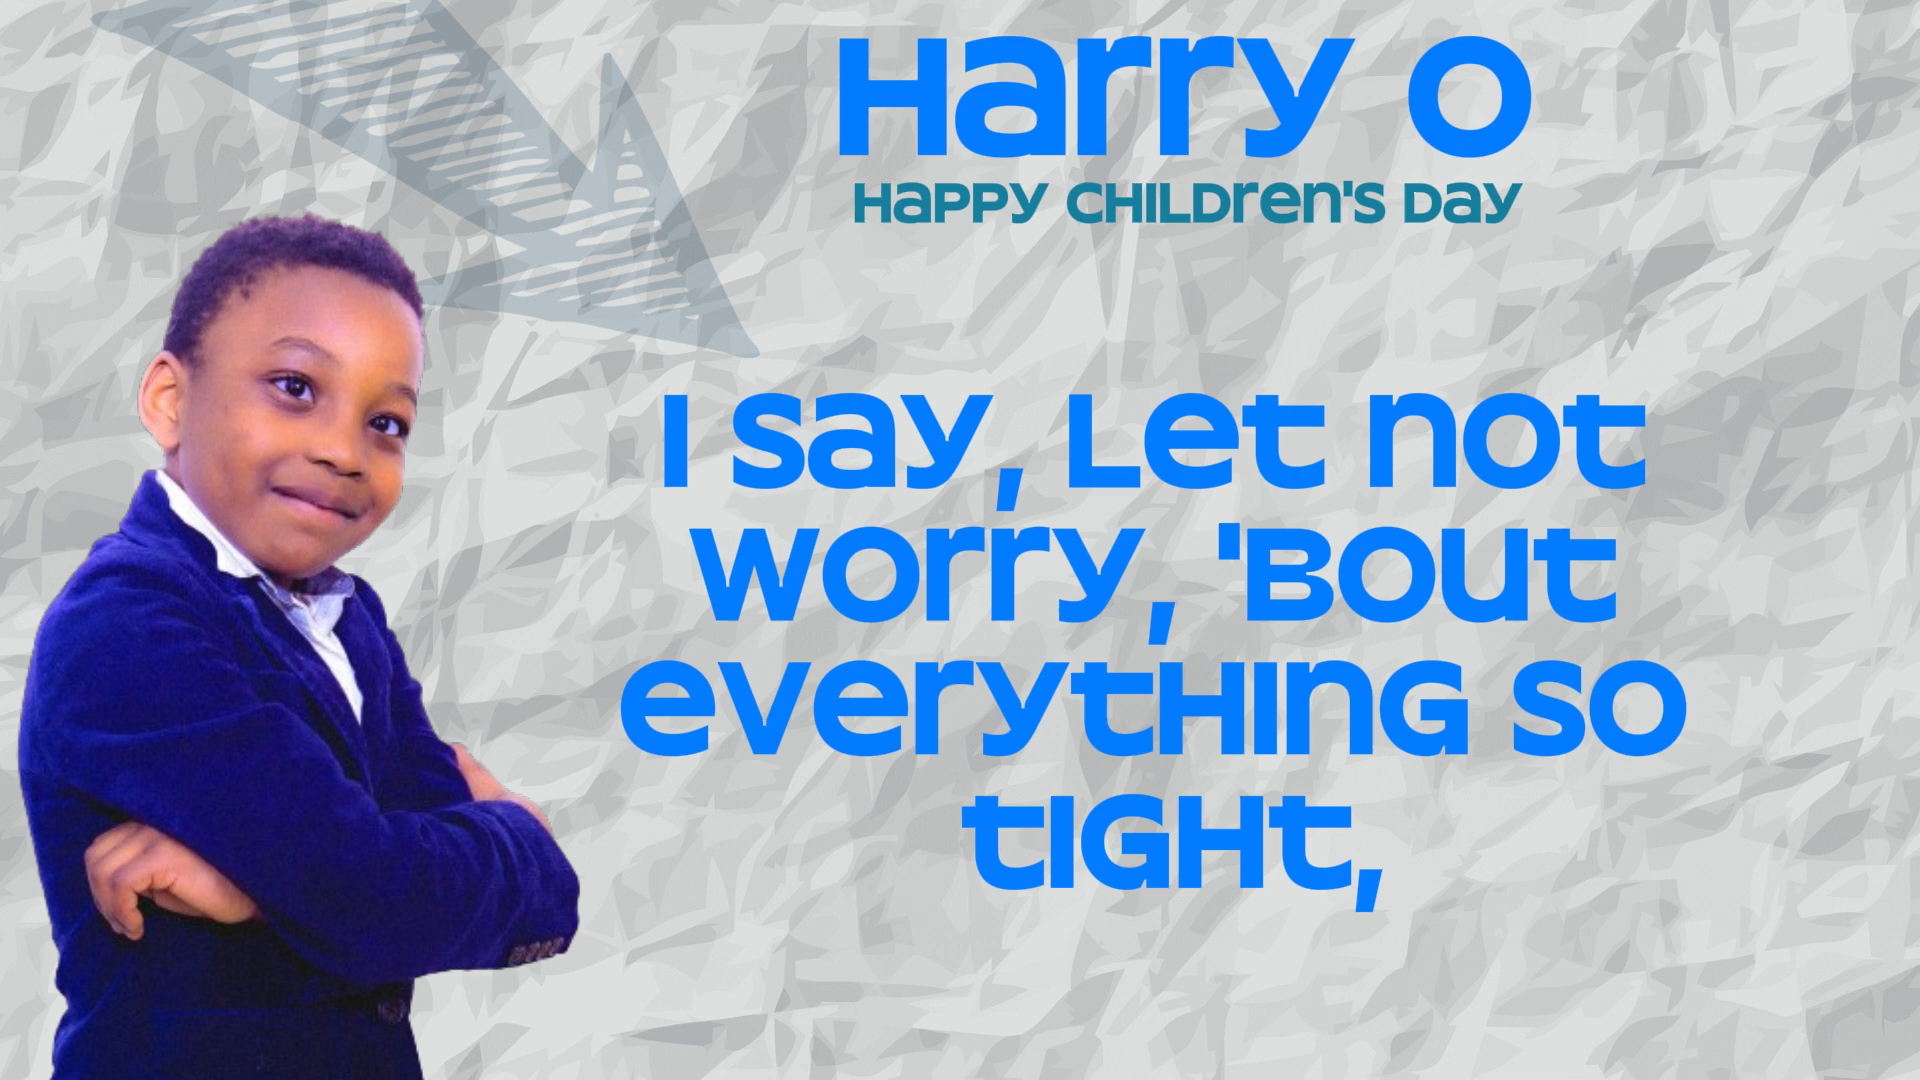 Harry O
Happy Children's Day
I say, Let not
worry, 'Bout
everything so
tight,